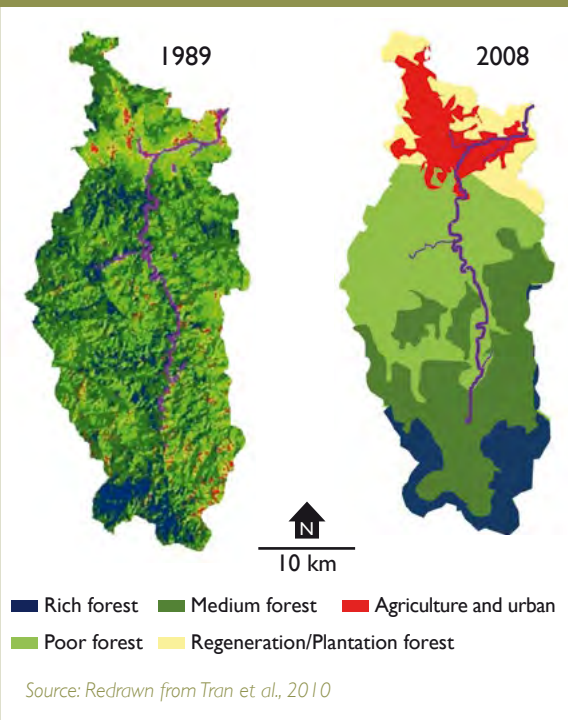 1989
2008
N
10 km
Rich forest
Medium forest
Agriculture and urban
Poor forest
Regeneration/Plantation forest
Source: Redrawn from Tran et al., 2010